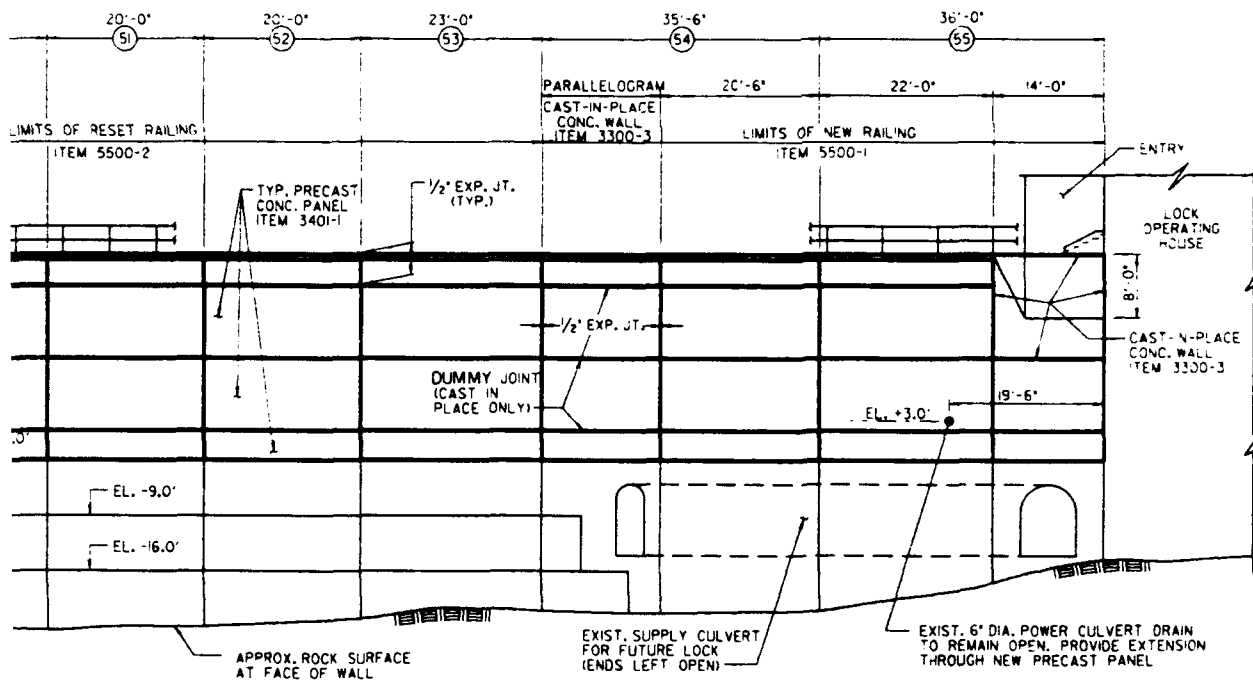 20'-0" 20'-0" 23'-0" 35'-6" 36'-0"
51 52 53 54 55
PARALLELOGRAM 20'-6" 22'-0" 14'-0"
CAST-IN-PLACE
CONC. WALL
ITEM 3300-3
LIMITS OF RESET RAILING
ITEM 5500-2
LIMITS OF NEW RAILING
ITEM 5500-1
ENTRY
TYP. PRECAST
CONC. PANEL
ITEM 3401-1
1/2" EXP. JT.
(TYP.)
LOCK
OPERATING
HOUSE
8'-0"
1/2" EXP. JT.
CAST-IN-PLACE
CONC. WALL
ITEM 3300-3
DUMMY JOINT
(CAST IN
PLACE ONLY)
19'-6"
EL. +3.0'
.0'
EL. -9.0'
EL. -16.0'
APPROX. ROCK SURFACE
AT FACE OF WALL
EXIST. SUPPLY CULVERT
FOR FUTURE LOCK
(ENDS LEFT OPEN)
EXIST. 6" DIA. POWER CULVERT DRAIN
TO REMAIN OPEN. PROVIDE EXTENSION
THROUGH NEW PRECAST PANEL